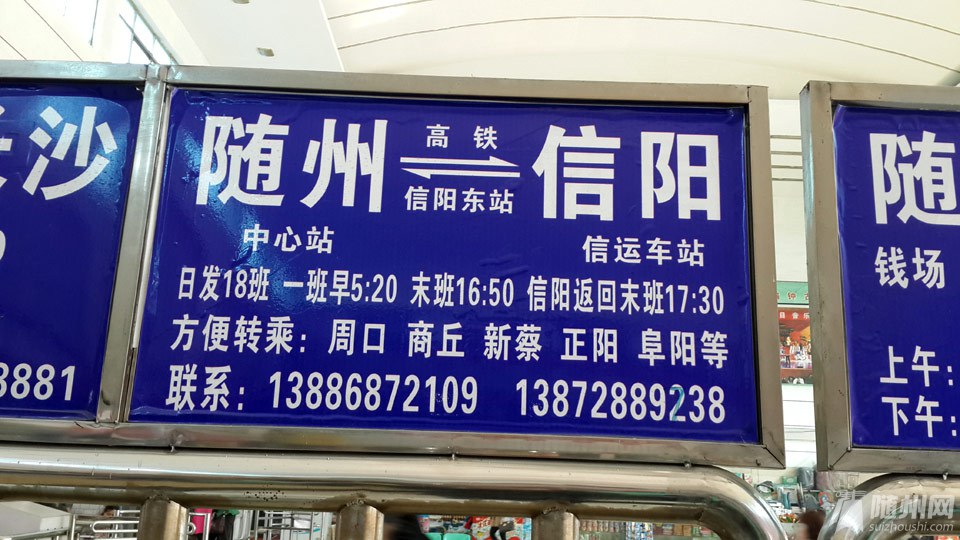 长沙
8881
随州 高铁 信阳东站 信阳
中心站 信运车站
日发18班 一班早5:20 末班16:50 信阳返回末班17:30
方便转乘：周口 商丘 新蔡 正阳 阜阳等
联系：13886872109 13872889238
随
钱场
上午：
下午：
随州网
suizhoushi.com